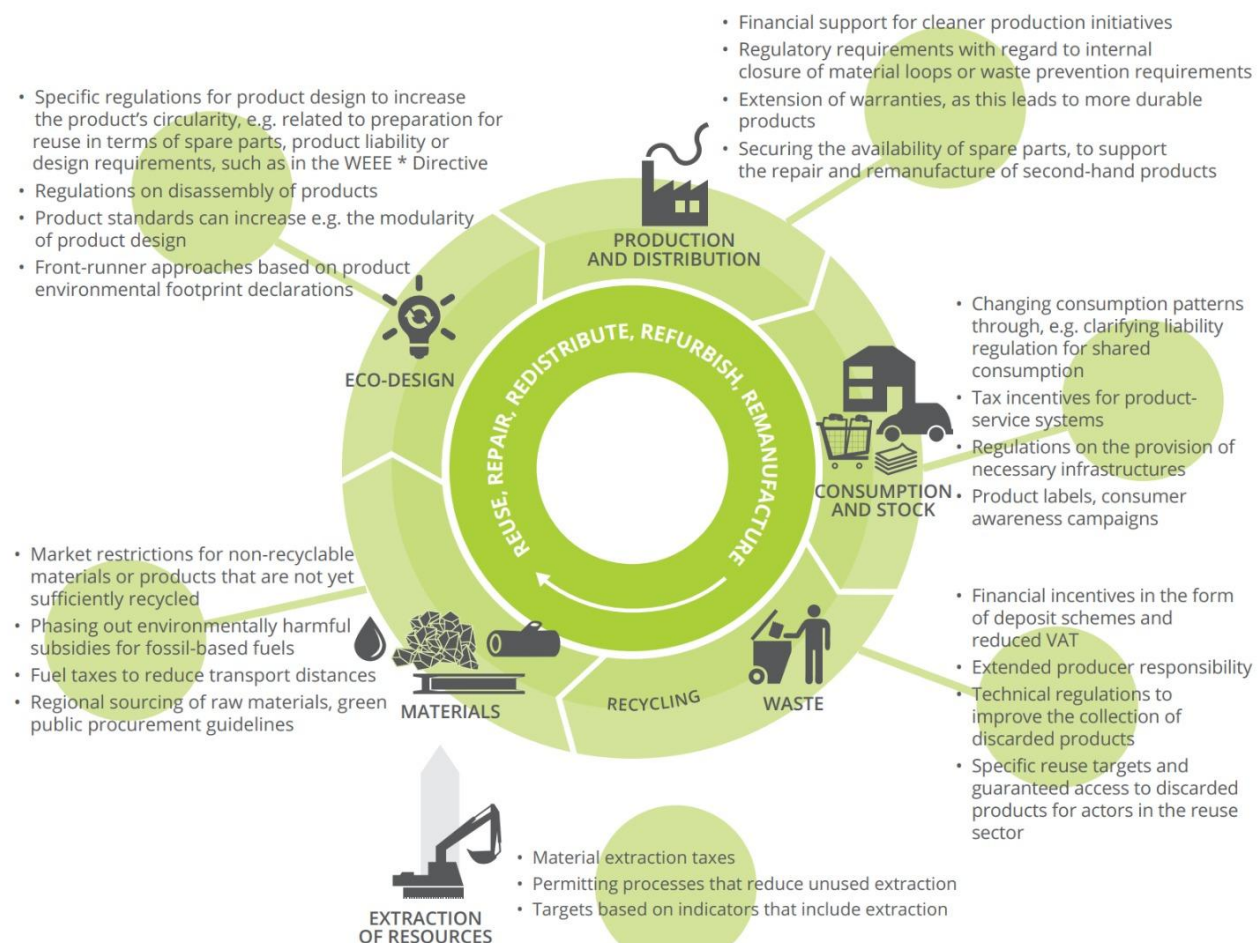 • Financial support for cleaner production initiatives
• Regulatory requirements with regard to internal
closure of material loops or waste prevention requirements
• Extension of warranties, as this leads to more durable
products
• Securing the availability of spare parts, to support
the repair and remanufacture of second-hand products
• Specific regulations for product design to increase
the product's circularity, e.g. related to preparation for
reuse in terms of spare parts, product liability or
design requirements, such as in the WEEE * Directive
• Regulations on disassembly of products
• Product standards can increase e.g. the modularity
of product design
• Front-runner approaches based on product
environmental footprint declarations
PRODUCTION
AND DISTRIBUTION
ECO-DESIGN
REUSE, REPAIR, REDISTRIBUTE, REFURBISH, REMANUFACTURE
• Changing consumption patterns
through, e.g. clarifying liability
regulation for shared
consumption
• Tax incentives for product-
service systems
• Regulations on the provision of
necessary infrastructures
• Product labels, consumer
awareness campaigns
CONSUMPTION
AND STOCK
• Market restrictions for non-recyclable
materials or products that are not yet
sufficiently recycled
• Phasing out environmentally harmful
subsidies for fossil-based fuels
• Fuel taxes to reduce transport distances
• Regional sourcing of raw materials, green
public procurement guidelines
MATERIALS
RECYCLING
WASTE
• Financial incentives in the form
of deposit schemes and
reduced VAT
• Extended producer responsibility
• Technical regulations to
improve the collection of
discarded products
• Specific reuse targets and
guaranteed access to discarded
products for actors in the reuse
sector
• Material extraction taxes
• Permitting processes that reduce unused extraction
• Targets based on indicators that include extraction
EXTRACTION
OF RESOURCES